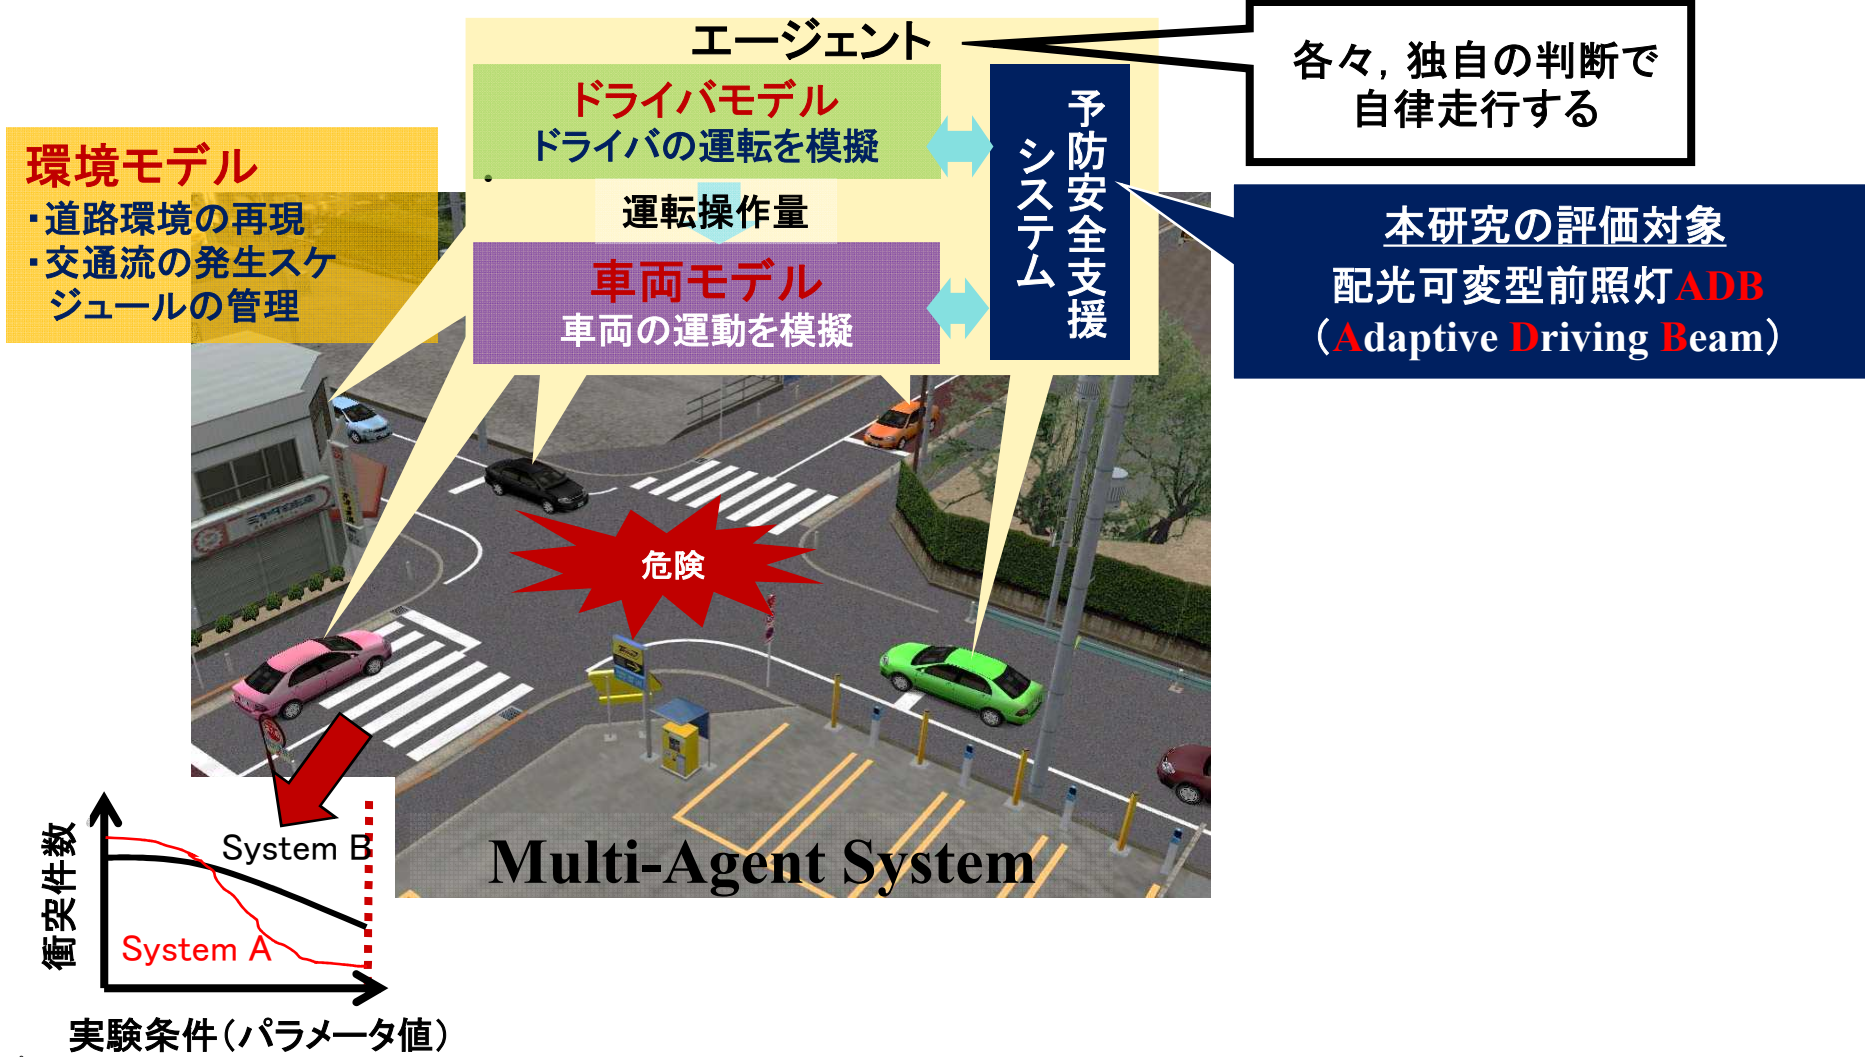 エージェント
各々，独自の判断で
自律走行する
ドライバモデル
ドライバの運転を模擬
予防安全支援
システム
環境モデル
・道路環境の再現
・交通流の発生スケ
ジュールの管理
運転操作量
車両モデル
車両の運動を模擬
本研究の評価対象
配光可変型前照灯ADB
（Adaptive Driving Beam）
危険
Multi-Agent System
衝突件数
System B
System A
実験条件（パラメータ値）